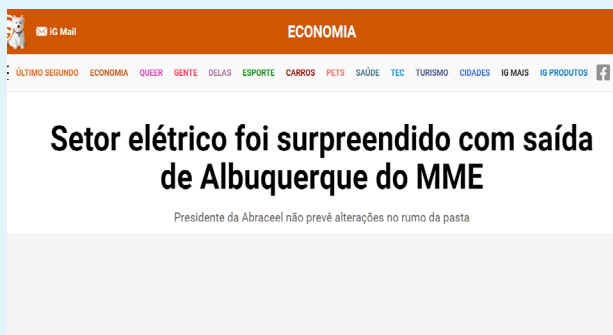 iG Mail
ECONOMIA
ÚLTIMO SEGUNDO ECONOMIA QUEER GENTE DELAS ESPORTE CARROS PETS SAÚDE TEC TURISMO CIDADES IG MAIS IG PRODUTOS
Setor elétrico foi surpreendido com saída
de Albuquerque do MME
Presidente da Abraceel não prevê alterações no rumo da pasta